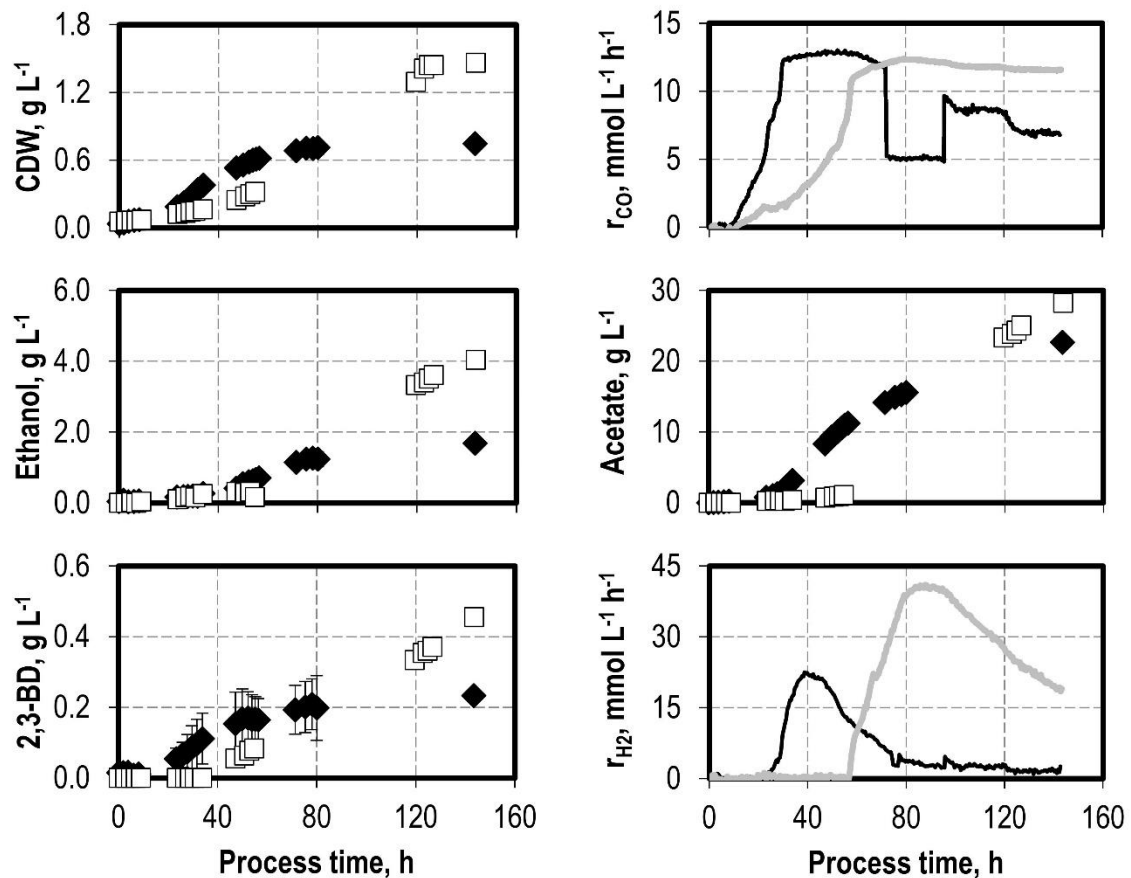 CDW, g L⁻¹
1.8
1.2
0.6
0.0
r_CO, mmol L⁻¹ h⁻¹
15
10
5
0
Ethanol, g L⁻¹
6.0
4.0
2.0
0.0
Acetate, g L⁻¹
30
20
10
0
2,3-BD, g L⁻¹
0.6
0.4
0.2
0.0
0 40 80 120 160
Process time, h
r_H2, mmol L⁻¹ h⁻¹
45
30
15
0
0 40 80 120 160
Process time, h